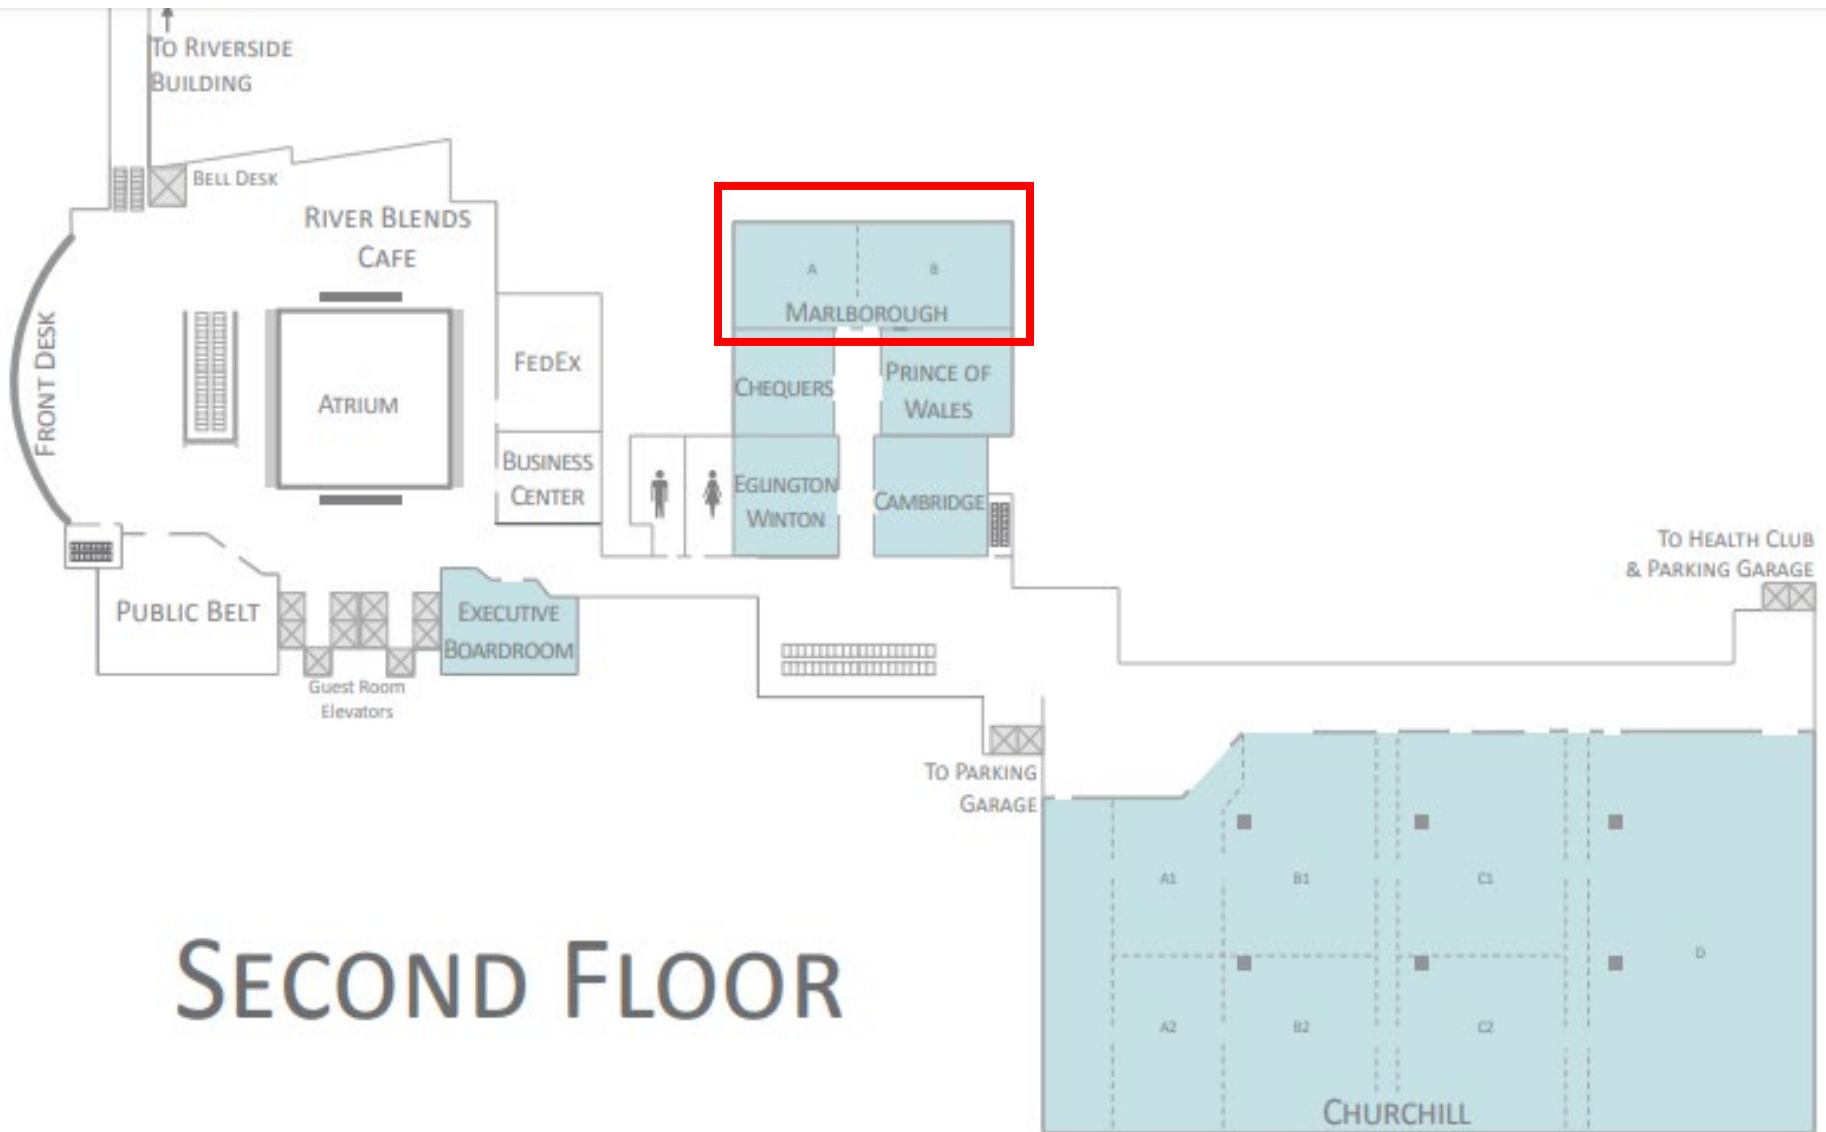 TO RIVERSIDE
BUILDING
BELL DESK
RIVER BLENDS
CAFE
FRONT DESK
ATRIUM
FEDEX
BUSINESS
CENTER
A
B
MARLBOROUGH
CHEQUERS
PRINCE OF
WALES
EGLINGTON
WINTON
CAMBRIDGE
PUBLIC BELT
Guest Room
Elevators
EXECUTIVE
BOARDROOM
TO HEALTH CLUB
& PARKING GARAGE
TO PARKING
GARAGE
A1
B1
C1
D
A2
B2
C2
CHURCHILL
SECOND FLOOR